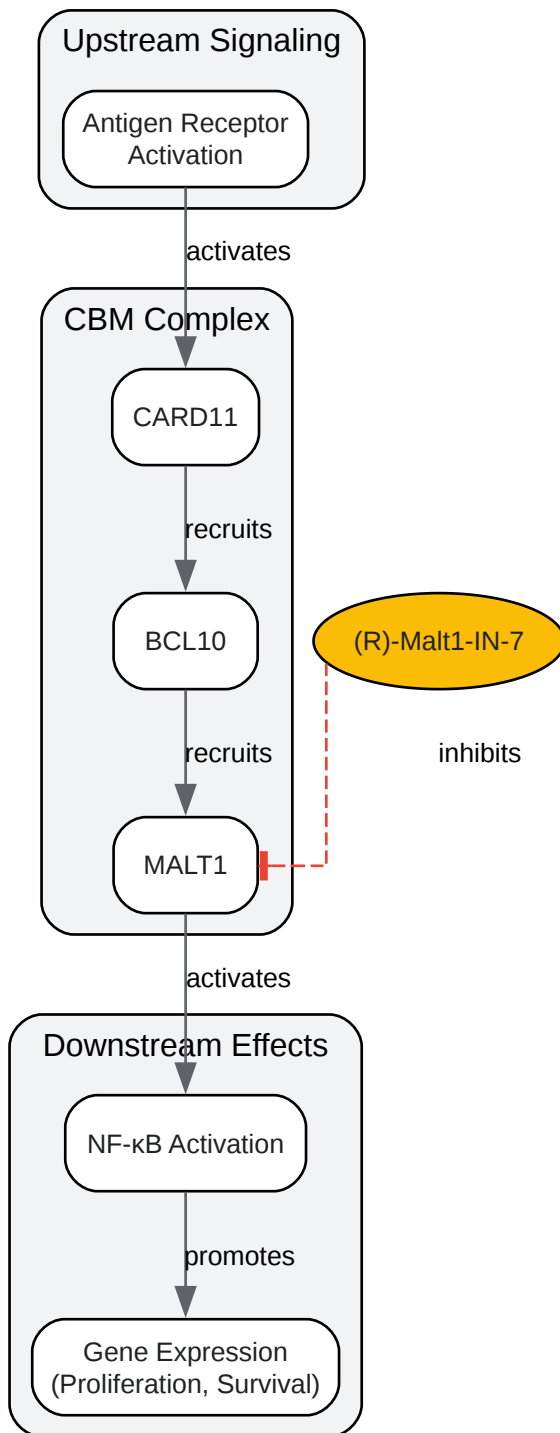 Upstream Signaling
Antigen Receptor
Activation
activates
CBM Complex
CARD11
recruits
BCL10
(R)-Malt1-IN-7
recruits
inhibits
MALT1
activates
Downstream Effects
NF-κB Activation
promotes
Gene Expression
(Proliferation, Survival)